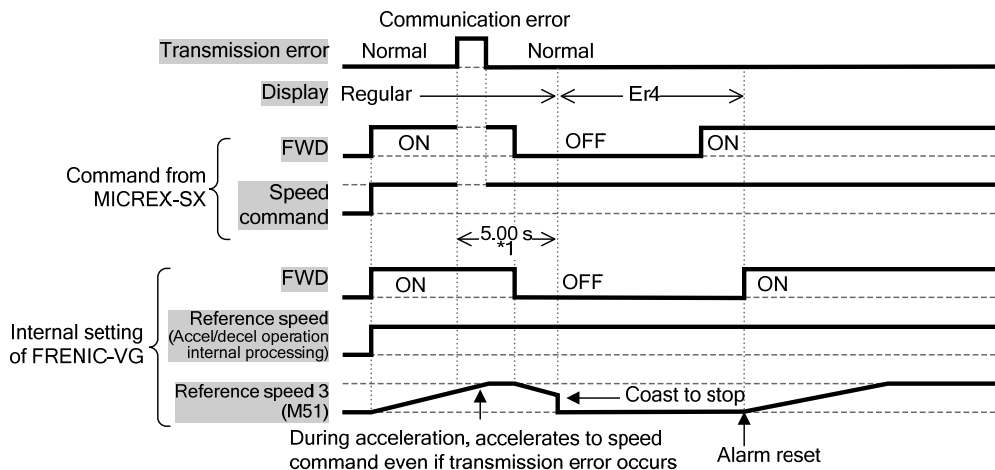 Communication error
Transmission error Normal Normal
Display Regular Er4
FWD ON OFF ON
Command from
MICREX-SX
Speed
command
5.00 s
*1
FWD ON OFF ON
Internal setting
of FRENIC-VG
Reference speed
(Accel/decel operation
internal processing)
Reference speed 3
(M51)
Coast to stop
During acceleration, accelerates to speed
command even if transmission error occurs
Alarm reset